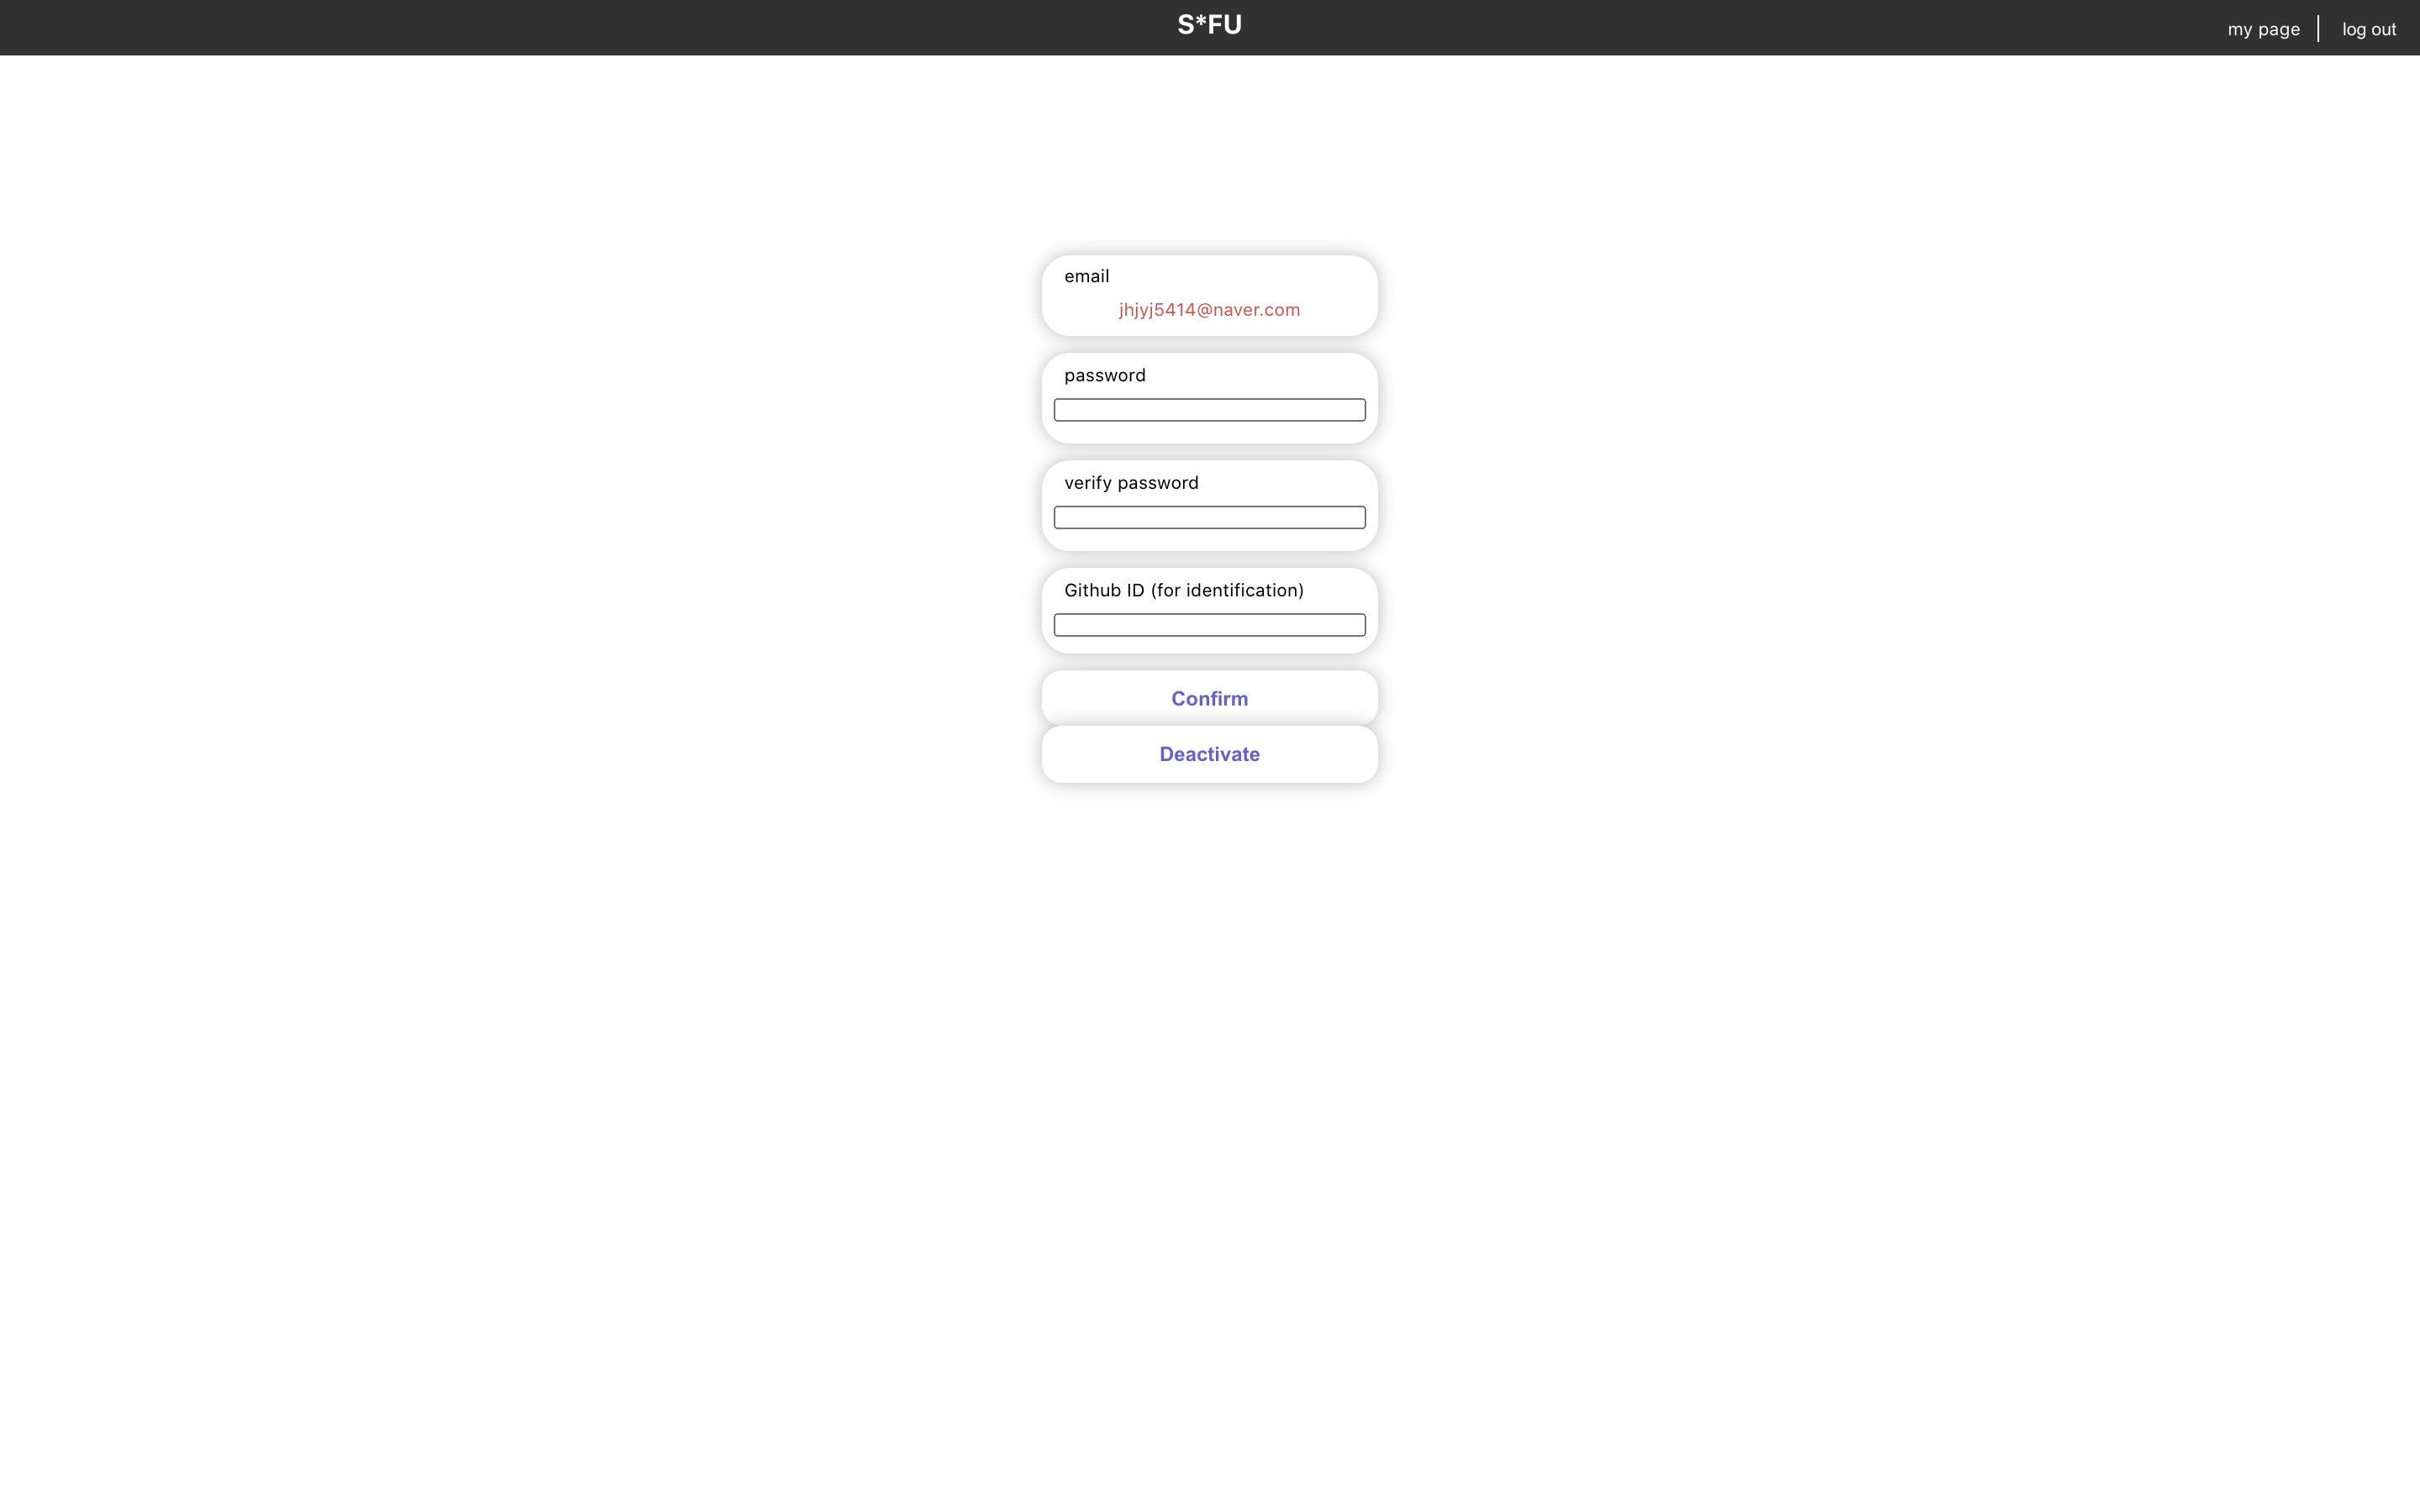 S*FU
my page
log out
email
jhjyj5414@naver.com
password
verify password
Github ID (for identification)
Confirm
Deactivate